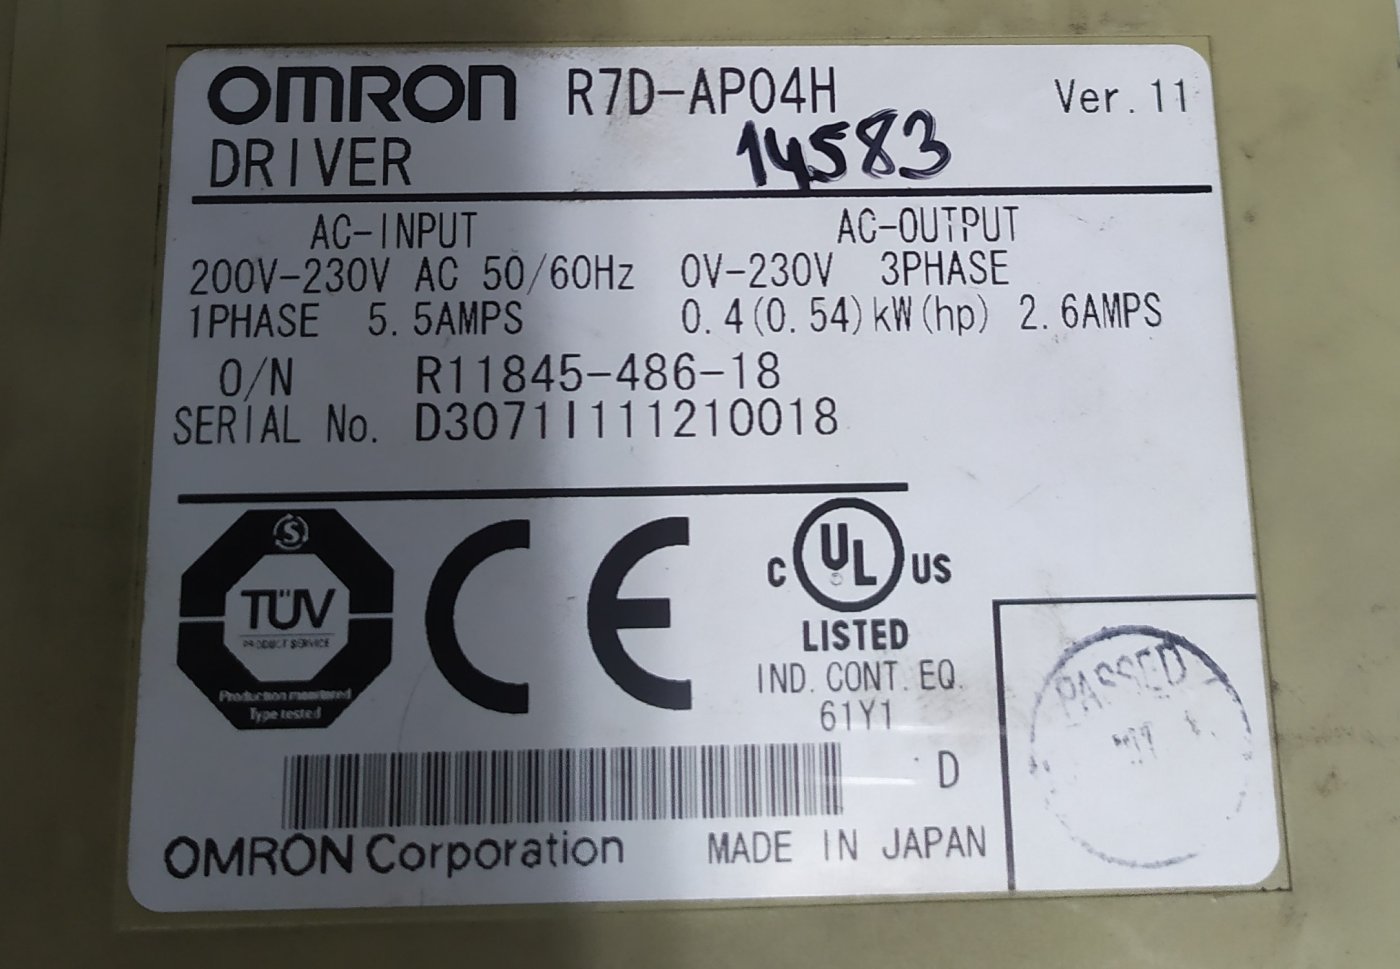 OMRON R7D-AP04H Ver.11
DRIVER 14583
AC-INPUT AC-OUTPUT
200V-230V AC 50/60Hz 0V-230V 3PHASE
1PHASE 5.5AMPS 0.4(0.54)kW(hp) 2.6AMPS
O/N R11845-486-18
SERIAL No. D3071I111210018
S
TÜV
PRODUCT SERVICE
Production monitored
Type tested
CE
C UL US
LISTED
IND. CONT. EQ.
61Y1
PASSED
D
OMRON Corporation MADE IN JAPAN